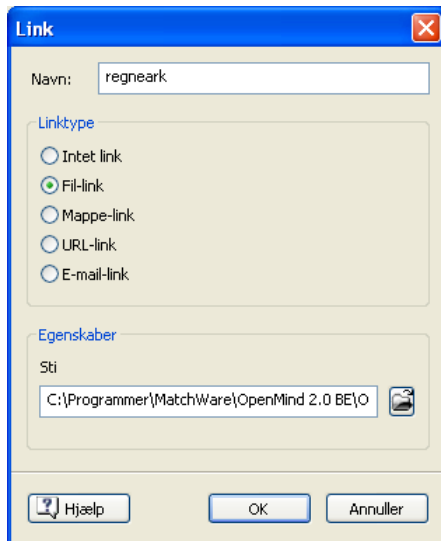 Link
Navn: regneark
Linktype
Intet link
Fil-link
Mappe-link
URL-link
E-mail-link
Egenskaber
Sti
C:\Programmer\MatchWare\OpenMind 2.0 BE\O
Hjælp OK Annuller